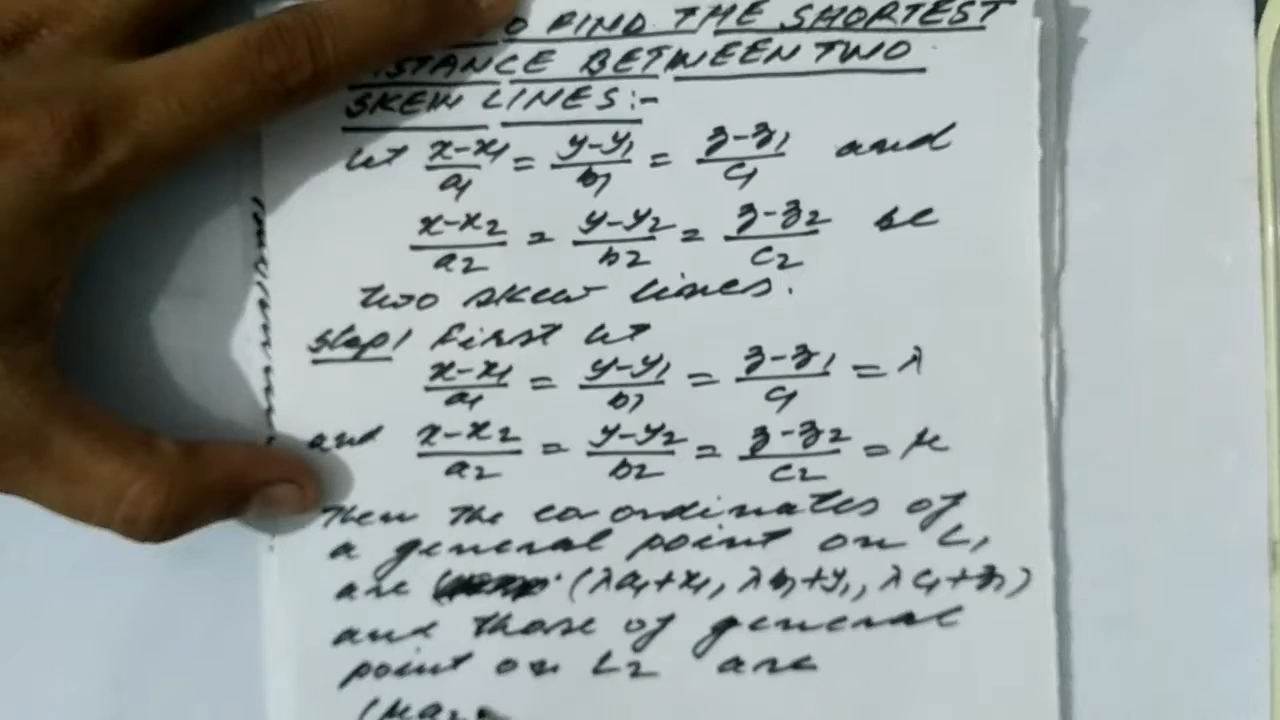 O FIND THE SHORTEST
ISTANCE BETWEEN TWO
SKEW LINES:-
let x-x1/a1 = y-y1/b1 = z-z1/c1 and
x-x2/a2 = y-y2/b2 = z-z2/c2 be
two skew lines.
Step1 First let
x-x1/a1 = y-y1/b1 = z-z1/c1 = λ
and x-x2/a2 = y-y2/b2 = z-z2/c2 = μ
Then the coordinates of
a general point on L1
are (λa1+x1, λb1+y1, λc1+z1)
and those of general
point on L2 are
(μa2